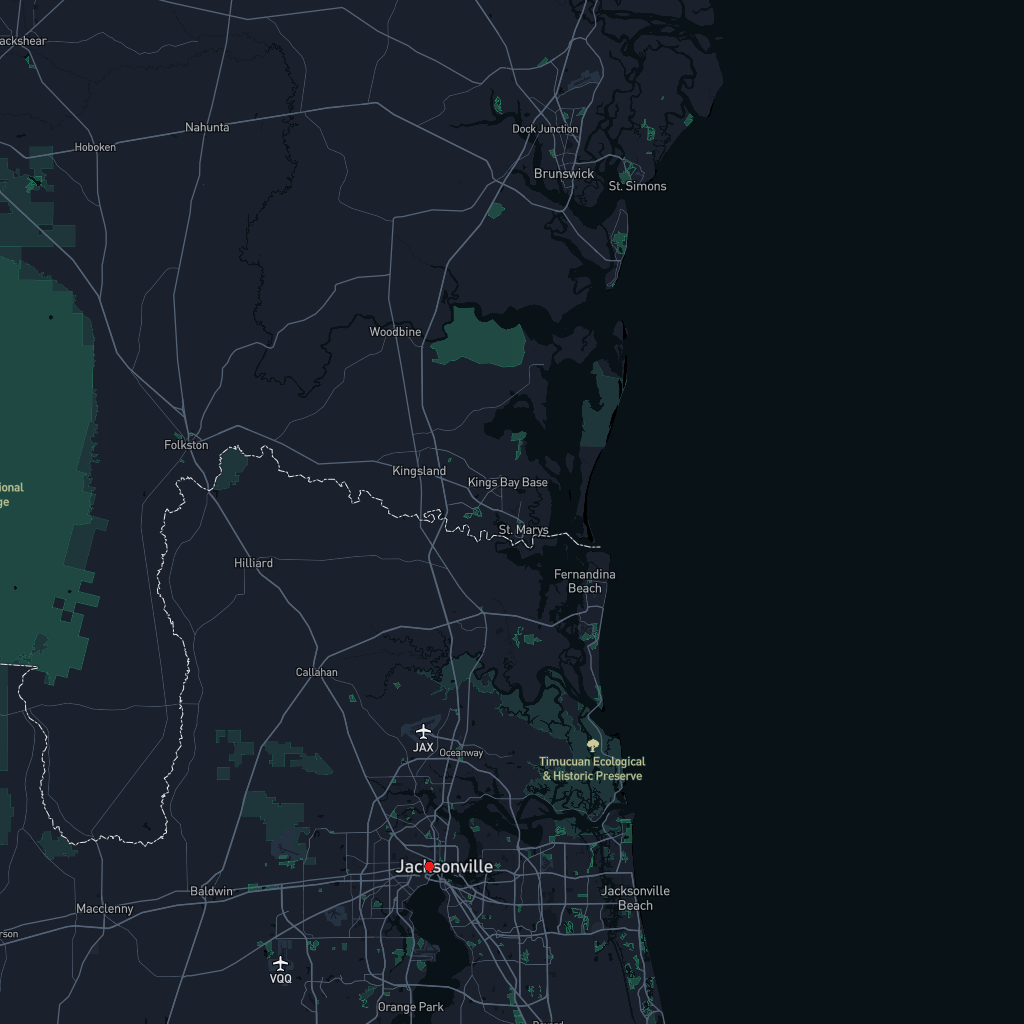 ackshear
Nahunta
Dock Junction
Hoboken
Brunswick
St. Simons
Woodbine
Folkston
Kingsland
Kings Bay Base
ional
ge
St. Marys
Hilliard
Fernandina
Beach
Callahan
JAX
Oceanway
Timucuan Ecological
& Historic Preserve
Jacksonville
Baldwin
Jacksonville
Beach
Macclenny
rson
VQQ
Orange Park